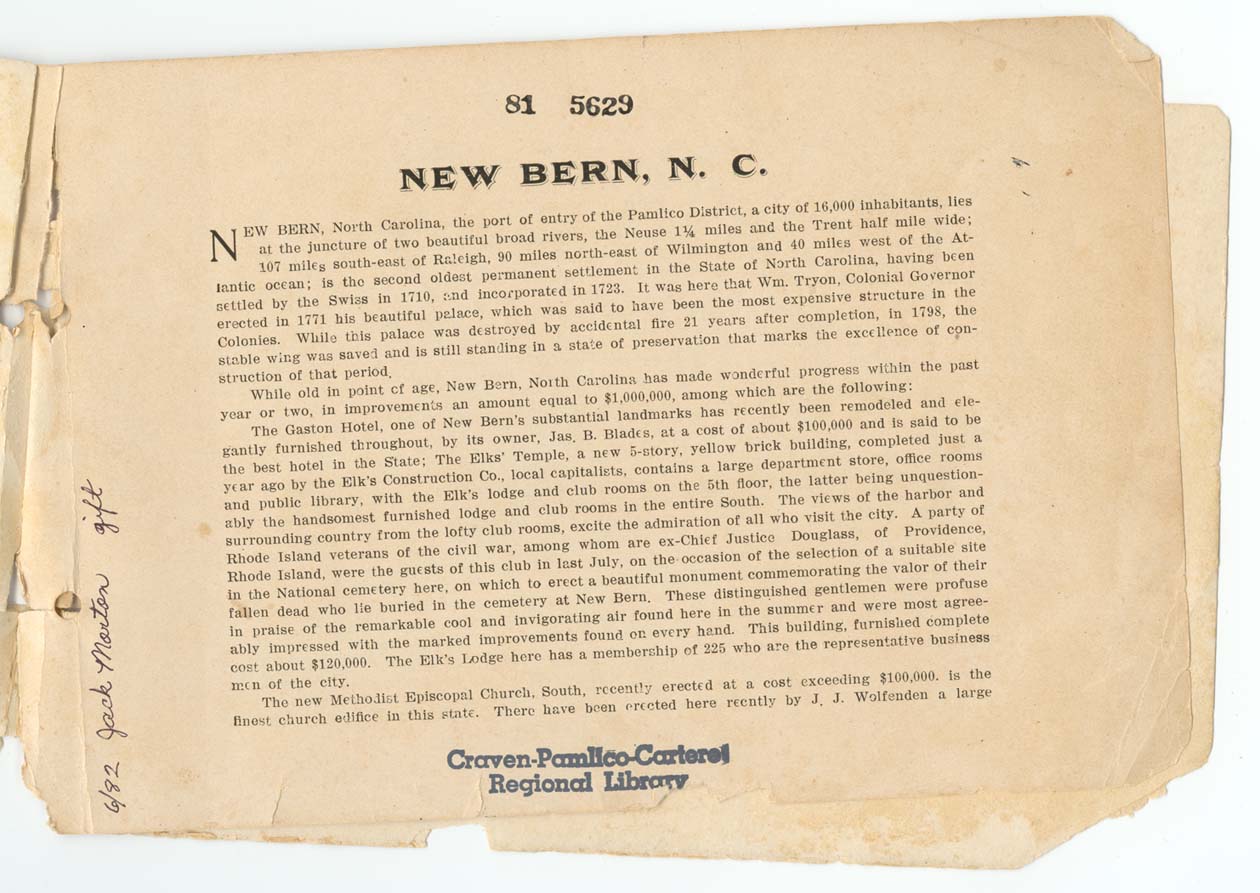 81 5629
NEW BERN, N. C.
NEW BERN, North Carolina, the port of entry of the Pamlico District, a city of 16,000 inhabitants, lies
at the juncture of two beautiful broad rivers, the Neuse 1¼ miles and the Trent half mile wide;
107 miles south-east of Raleigh, 90 miles north-east of Wilmington and 40 miles west of the At-
lantic ocean; is the second oldest permanent settlement in the State of North Carolina, having been
settled by the Swiss in 1710, and incorporated in 1723. It was here that Wm. Tryon, Colonial Governor
erected in 1771 his beautiful palace, which was said to have been the most expensive structure in the
Colonies. While this palace was destroyed by accidental fire 21 years after completion, in 1798, the
stable wing was saved and is still standing in a state of preservation that marks the excellence of con-
struction of that period.
While old in point of age, New Bern, North Carolina has made wonderful progress within the past
year or two, in improvements an amount equal to $1,000,000, among which are the following:
The Gaston Hotel, one of New Bern's substantial landmarks has recently been remodeled and ele-
gantly furnished throughout, by its owner, Jas. B. Blades, at a cost of about $100,000 and is said to be
the best hotel in the State; The Elks' Temple, a new 5-story, yellow brick building, completed just a
year ago by the Elk's Construction Co., local capitalists, contains a large department store, office rooms
and public library, with the Elk's lodge and club rooms on the 5th floor, the latter being unquestion-
ably the handsomest furnished lodge and club rooms in the entire South. The views of the harbor and
surrounding country from the lofty club rooms, excite the admiration of all who visit the city. A party of
Rhode Island veterans of the civil war, among whom are ex-Chief Justice Douglass, of Providence,
Rhode Island, were the guests of this club in last July, on the occasion of the selection of a suitable site
in the National cemetery here, on which to erect a beautiful monument commemorating the valor of their
fallen dead who lie buried in the cemetery at New Bern. These distinguished gentlemen were profuse
in praise of the remarkable cool and invigorating air found here in the summer and were most agree-
ably impressed with the marked improvements found on every hand. This building, furnished complete
cost about $120,000. The Elk's Lodge here has a membership of 225 who are the representative business
men of the city.
The new Methodist Episcopal Church, South, recently erected at a cost exceeding $100,000. is the
finest church edifice in this state. There have been erected here recntly by J. J. Wolfenden a large
Craven-Pamlico-Carteret
Regional Library
6/82 Jack Morton gift